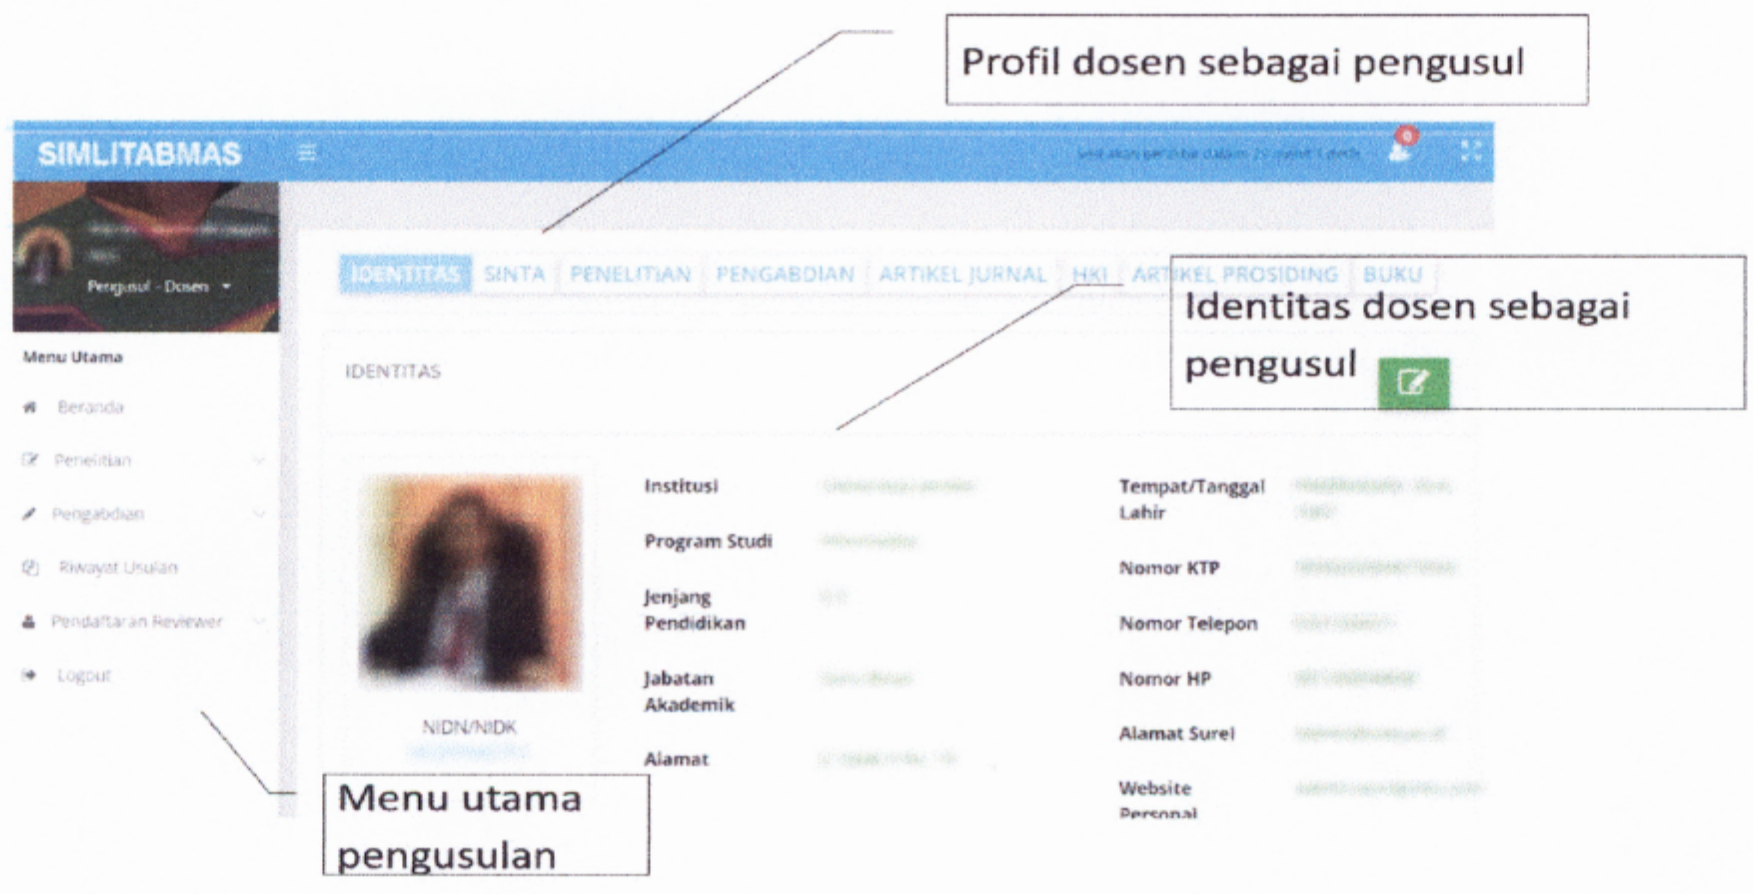 Profil dosen sebagai pengusul
SIMLITABMAS
0
Pengusul - Dosen
IDENTITAS SINTA PENELITIAN PENGABDIAN ARTIKEL JURNAL HKI ARTIKEL PROSIDING BUKU
Identitas dosen sebagai
pengusul
Menu Utama
IDENTITAS
Beranda
Penelitian
Pengabdian
Riwayat Usulan
Pendaftaran Reviewer
Logout
NIDN/NIDK
Institusi
Program Studi
Jenjang
Pendidikan
Jabatan
Akademik
Alamat
Tempat/Tanggal
Lahir
Nomor KTP
Nomor Telepon
Nomor HP
Alamat Surel
Website
Personal
Menu utama
pengusulan